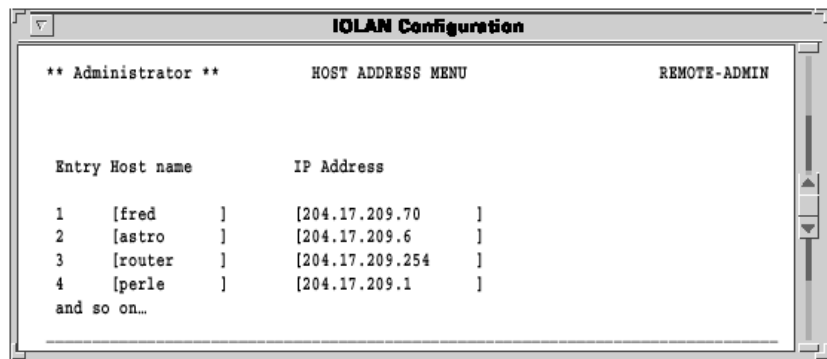 IOLAN Configuration
** Administrator ** HOST ADDRESS MENU REMOTE-ADMIN
Entry Host name IP Address
1 [fred ] [204.17.209.70 ]
2 [astro ] [204.17.209.6 ]
3 [router ] [204.17.209.254 ]
4 [perle ] [204.17.209.1 ]
and so on…